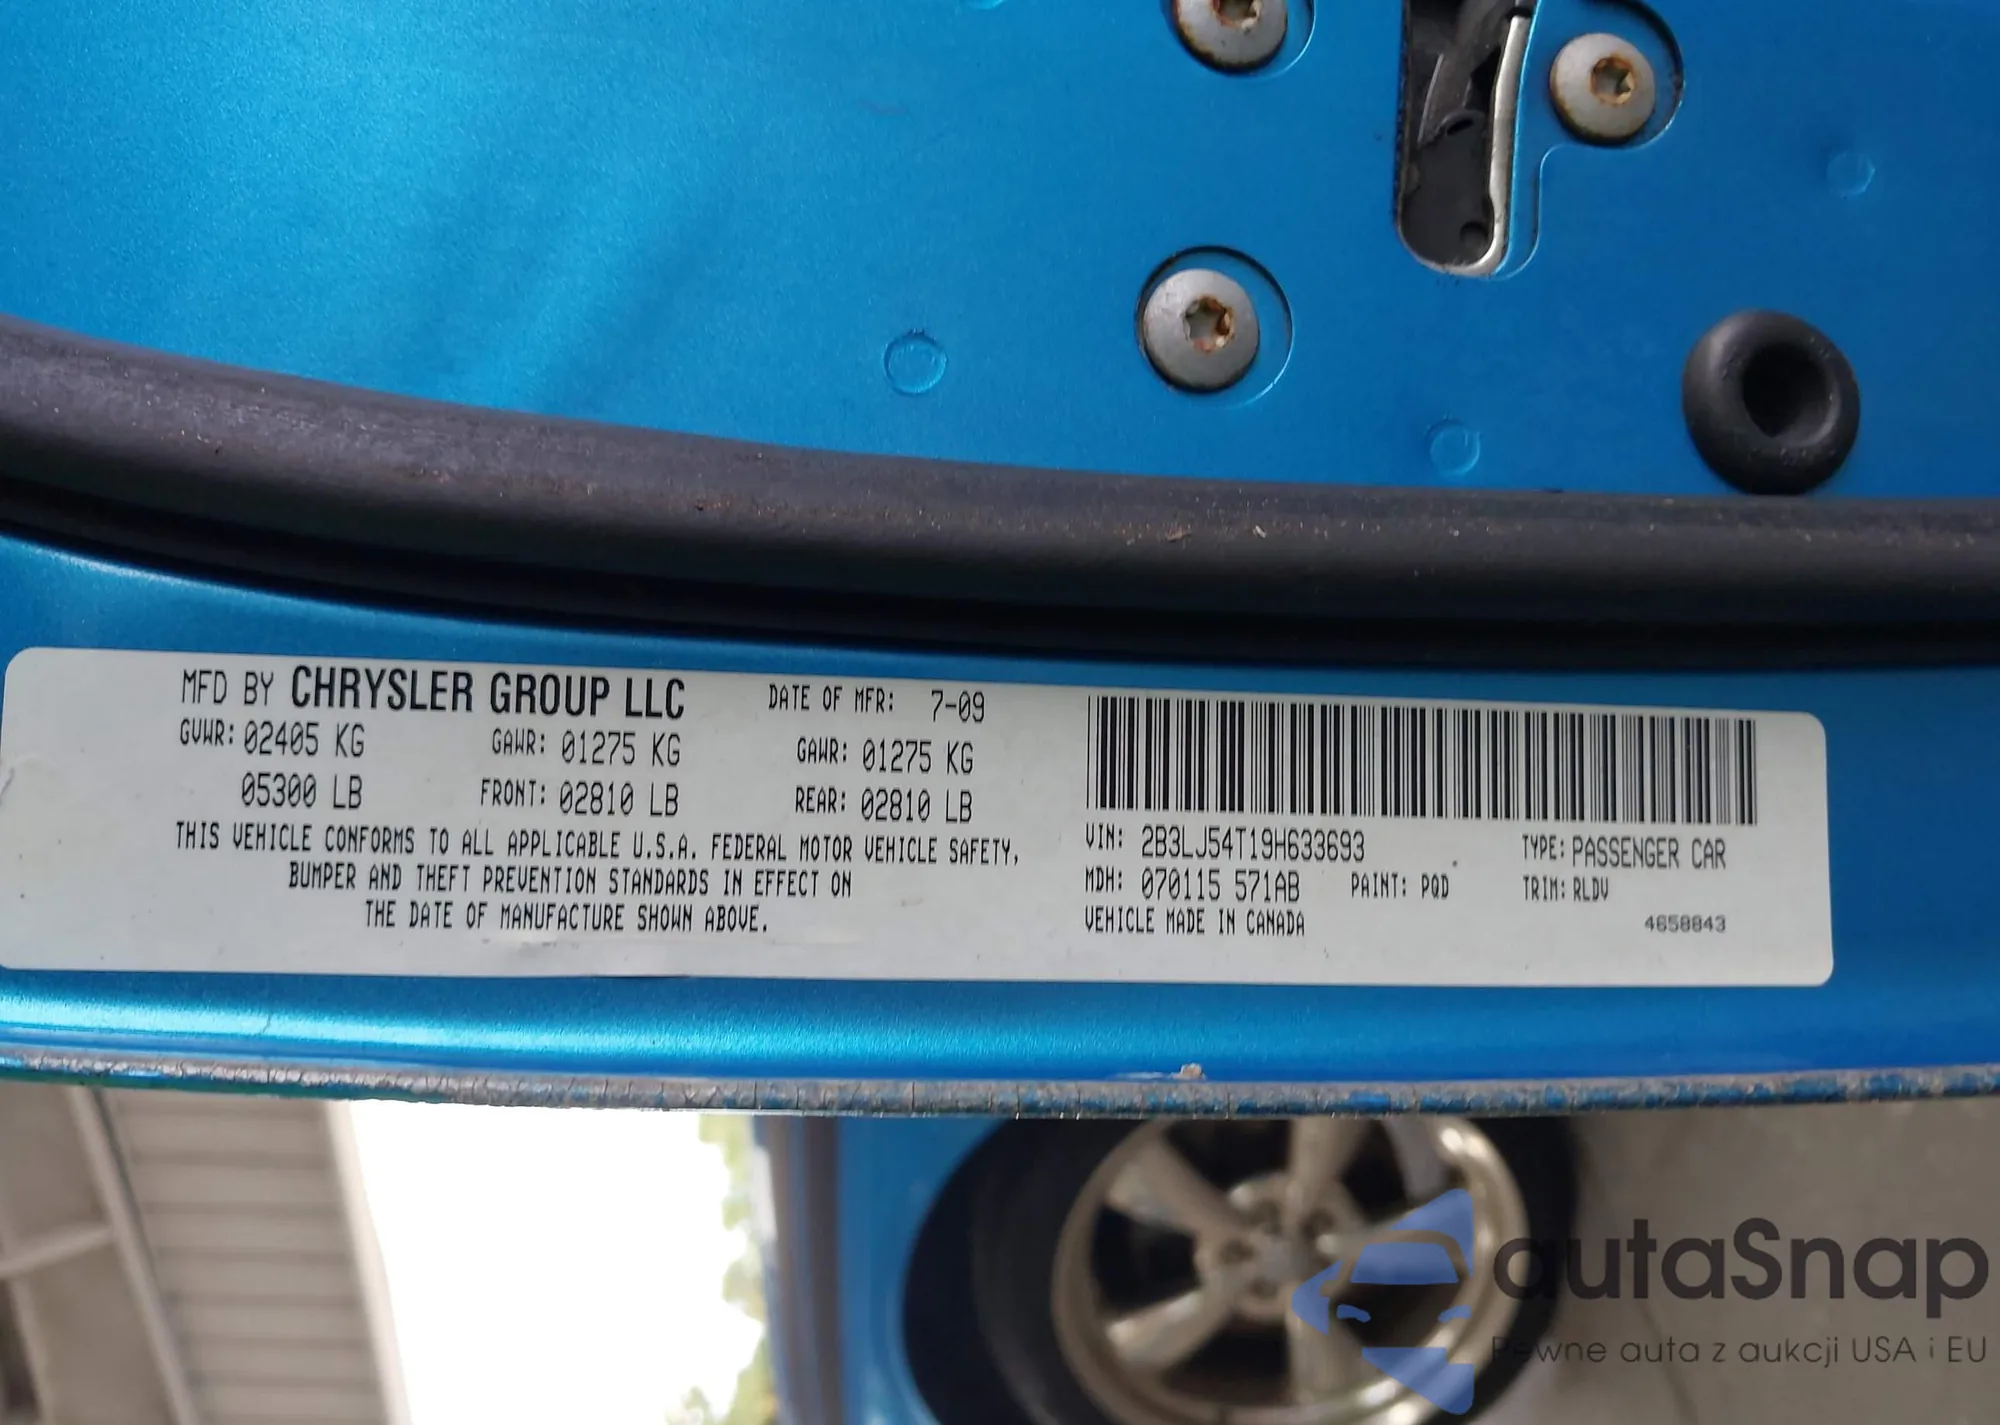 MFD BY CHRYSLER GROUP LLC DATE OF MFR: 7-09
GVWR: 02405 KG GAWR: 01275 KG GAWR: 01275 KG
05300 LB FRONT: 02810 LB REAR: 02810 LB
THIS VEHICLE CONFORMS TO ALL APPLICABLE U.S.A. FEDERAL MOTOR VEHICLE SAFETY,
BUMPER AND THEFT PREVENTION STANDARDS IN EFFECT ON
THE DATE OF MANUFACTURE SHOWN ABOVE.
VIN: 2B3LJ54T19H633693 TYPE: PASSENGER CAR
MDH: 070115 571AB PAINT: PQD TRIM: RLDV
VEHICLE MADE IN CANADA 4658843
autaSnap
Pewne auta z aukcji USA i EU